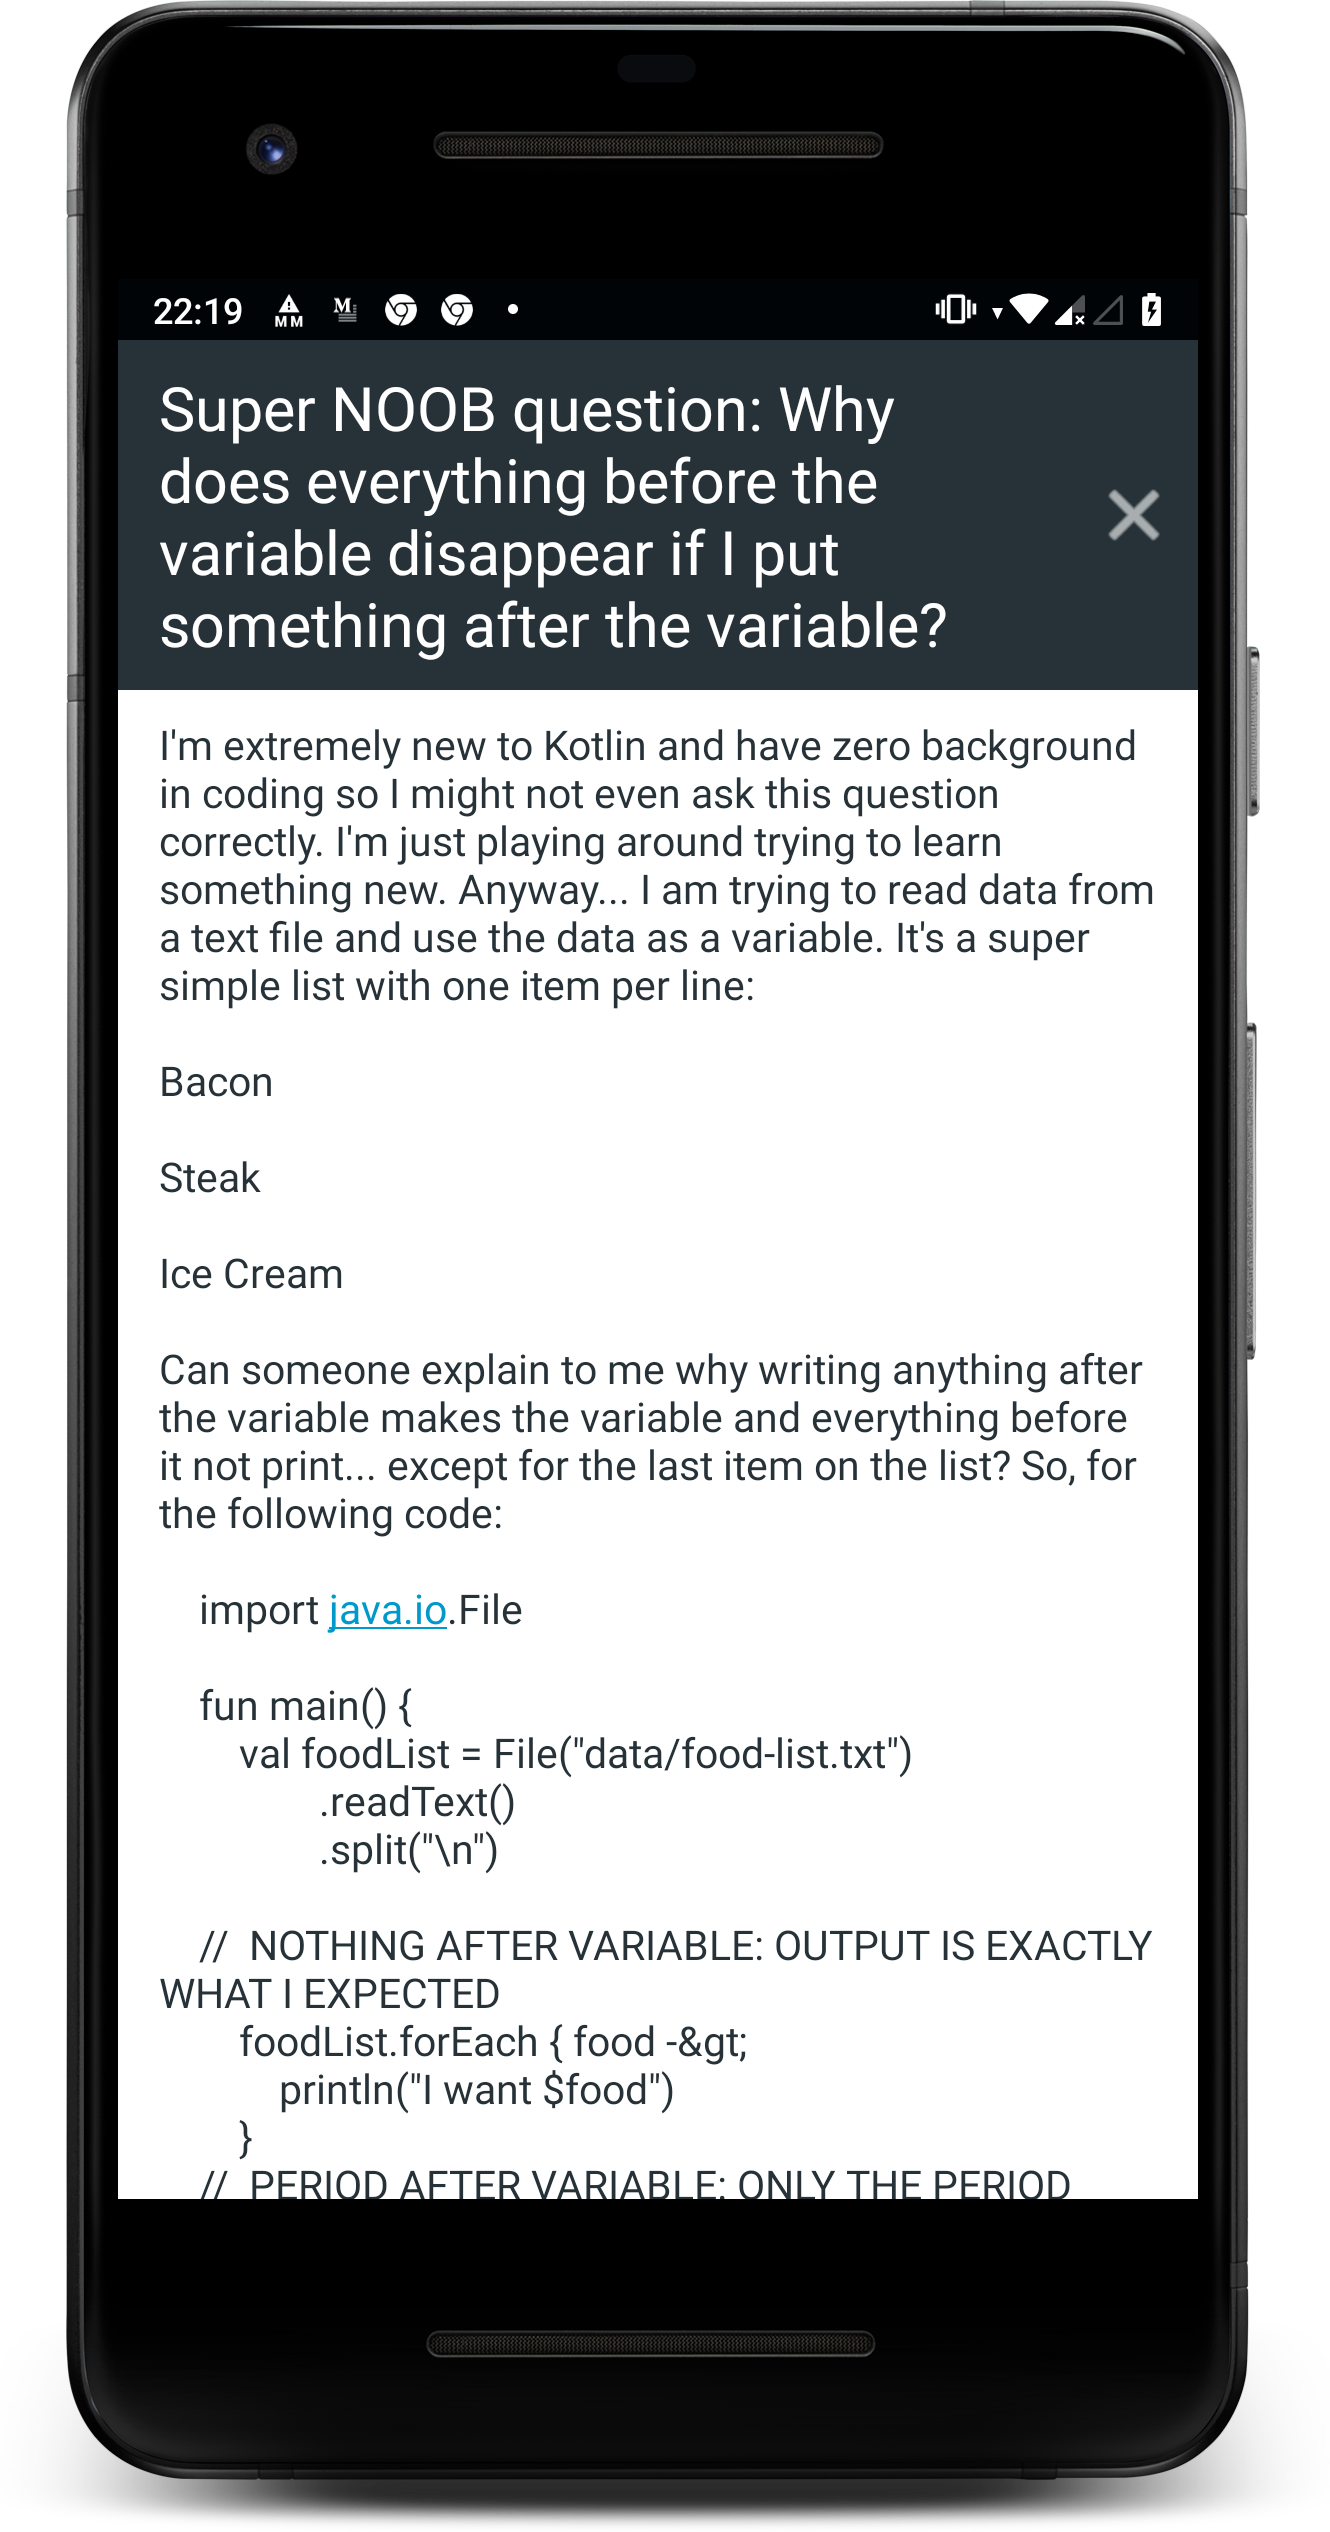 22:19
MM
M
Super NOOB question: Why
does everything before the
variable disappear if I put
something after the variable?
I'm extremely new to Kotlin and have zero background
in coding so I might not even ask this question
correctly. I'm just playing around trying to learn
something new. Anyway... I am trying to read data from
a text file and use the data as a variable. It's a super
simple list with one item per line:
Bacon
Steak
Ice Cream
Can someone explain to me why writing anything after
the variable makes the variable and everything before
it not print... except for the last item on the list? So, for
the following code:
import java.io.File
fun main() {
val foodList = File("data/food-list.txt")
.readText()
.split("\n")
//  NOTHING AFTER VARIABLE: OUTPUT IS EXACTLY
WHAT I EXPECTED
foodList.forEach { food -&gt;
println("I want $food")
}
//  PERIOD AFTER VARIABLE: ONLY THE PERIOD